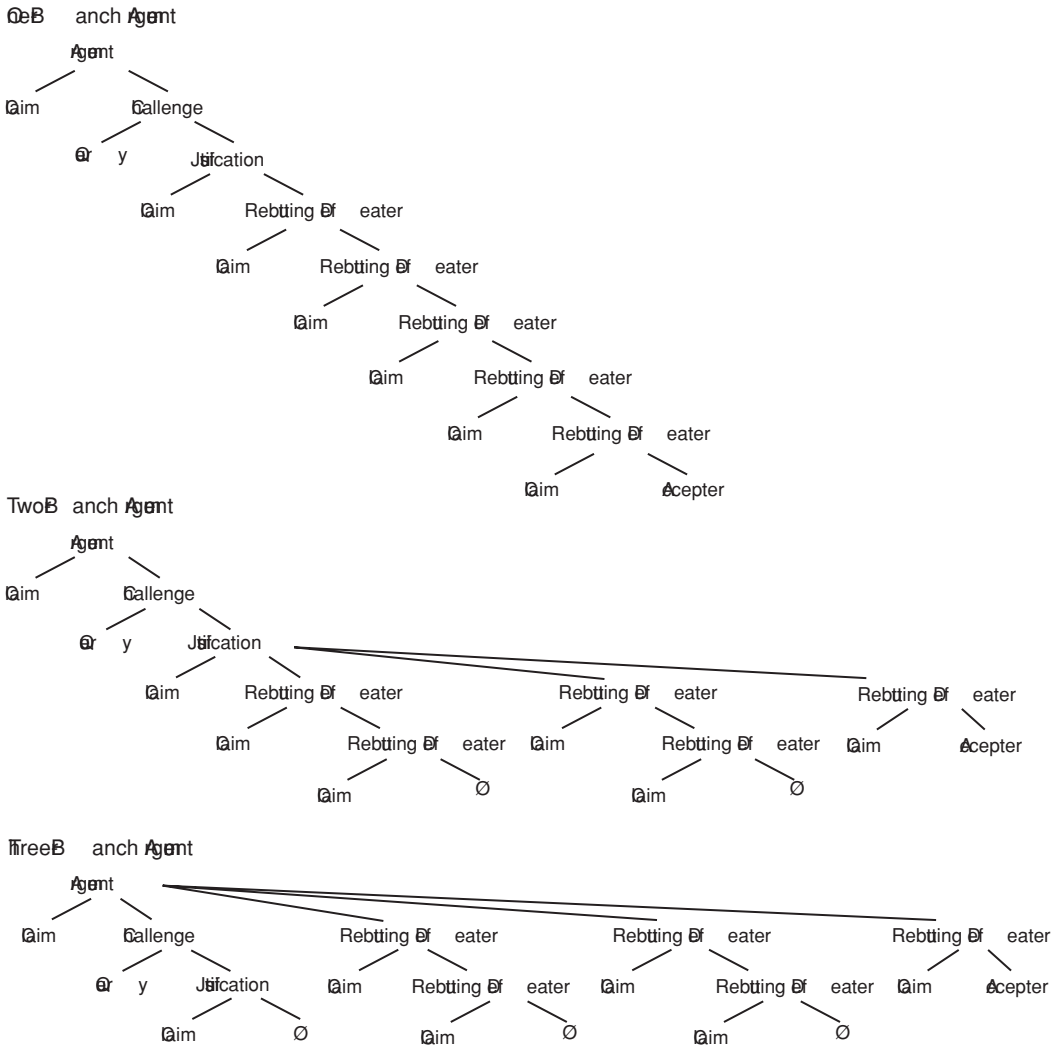 One Branch Argument
Argument
Claim Challenge
Query Justification
Claim Rebutting Defeater
Claim Rebutting Defeater
Claim Rebutting Defeater
Claim Rebutting Defeater
Claim Rebutting Defeater
Claim Accepter
Two Branch Argument
Argument
Claim Challenge
Query Justification
Claim Rebutting Defeater Rebutting Defeater Rebutting Defeater
Claim Rebutting Defeater Claim Rebutting Defeater Claim Accepter
Claim Ø Claim Ø
Three Branch Argument
Argument
Claim Challenge Rebutting Defeater Rebutting Defeater Rebutting Defeater
Query Justification Claim Rebutting Defeater Claim Rebutting Defeater Claim Accepter
Claim Ø Claim Ø Claim Ø